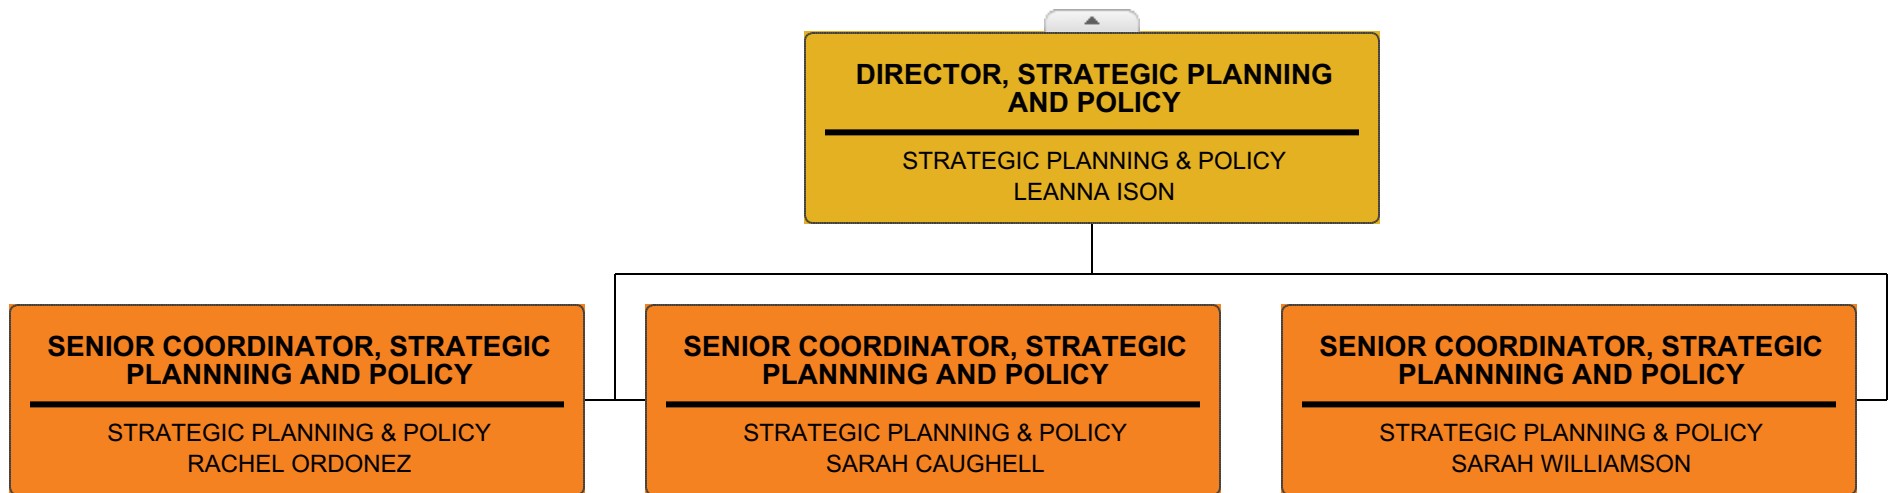 DIRECTOR, STRATEGIC PLANNING
AND POLICY
STRATEGIC PLANNING & POLICY
LEANNA ISON
SENIOR COORDINATOR, STRATEGIC
PLANNNING AND POLICY
STRATEGIC PLANNING & POLICY
RACHEL ORDONEZ
SENIOR COORDINATOR, STRATEGIC
PLANNNING AND POLICY
STRATEGIC PLANNING & POLICY
SARAH CAUGHELL
SENIOR COORDINATOR, STRATEGIC
PLANNNING AND POLICY
STRATEGIC PLANNING & POLICY
SARAH WILLIAMSON